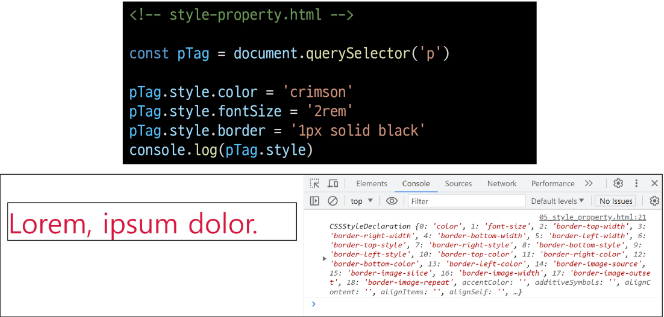 <!-- style-property.html -->
const pTag = document.querySelector('p')
pTag.style.color = 'crimson'
pTag.style.fontSize = '2rem'
pTag.style.border = '1px solid black'
console.log(pTag.style)
Lorem, ipsum dolor.
Elements Console Sources Network Performance »
top Filter Default levels No Issues
05_style_property.html:21
CSSStyleDeclaration {0: 'color', 1: 'font-size', 2: 'border-top-width', 3:
'border-right-width', 4: 'border-bottom-width', 5: 'border-left-width', 6:
'border-top-style', 7: 'border-right-style', 8: 'border-bottom-style', 9:
'border-left-style', 10: 'border-top-color', 11: 'border-right-color', 12:
'border-bottom-color', 13: 'border-left-color', 14: 'border-image-source',
15: 'border-image-slice', 16: 'border-image-width', 17: 'border-image-outse
t', 18: 'border-image-repeat', accentColor: '', additiveSymbols: '', alignC
ontent: '', alignItems: '', alignSelf: '', …}